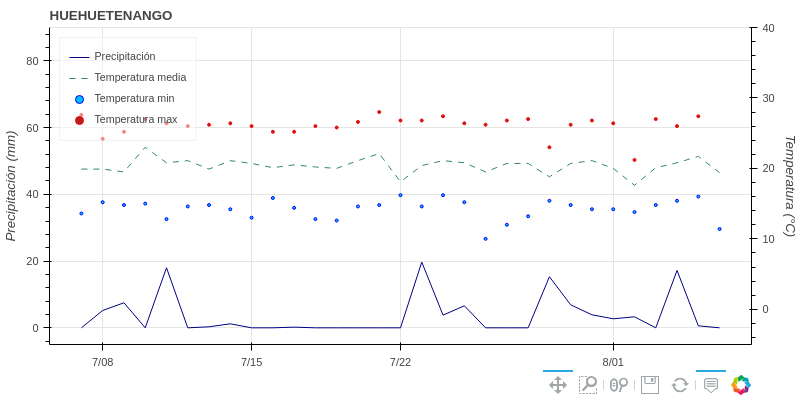 HUEHUETENANGO
Precipitación
Temperatura media
Temperatura min
Temperatura max
80
60
40
20
0
Precipitación (mm)
40
30
20
10
0
Temperatura (°C)
7/08
7/15
7/22
8/01